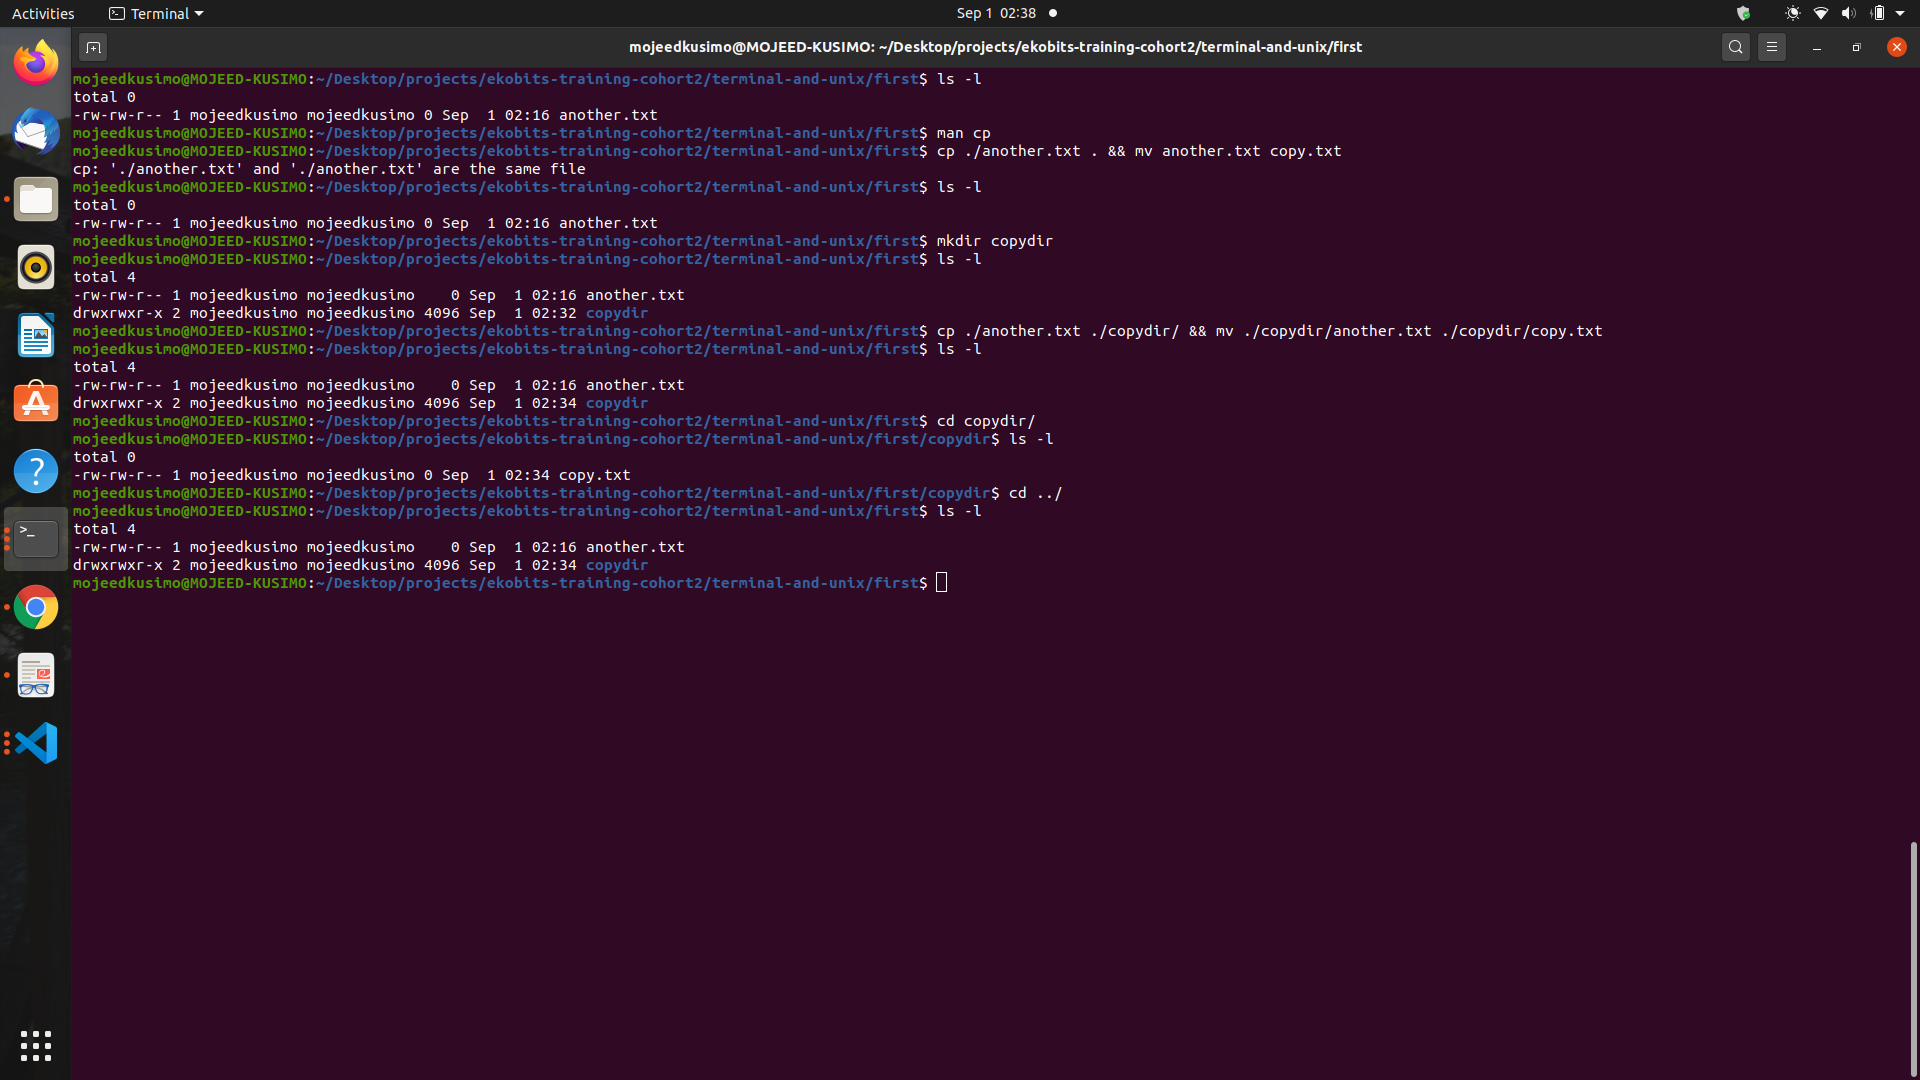 Activities
Terminal
Sep 1 02:38
mojeedkusimo@MOJEED-KUSIMO: ~/Desktop/projects/ekobits-training-cohort2/terminal-and-unix/first
mojeedkusimo@MOJEED-KUSIMO:~/Desktop/projects/ekobits-training-cohort2/terminal-and-unix/first$ ls -l
total 0
-rw-rw-r-- 1 mojeedkusimo mojeedkusimo 0 Sep  1 02:16 another.txt
mojeedkusimo@MOJEED-KUSIMO:~/Desktop/projects/ekobits-training-cohort2/terminal-and-unix/first$ man cp
mojeedkusimo@MOJEED-KUSIMO:~/Desktop/projects/ekobits-training-cohort2/terminal-and-unix/first$ cp ./another.txt . && mv another.txt copy.txt
cp: './another.txt' and './another.txt' are the same file
mojeedkusimo@MOJEED-KUSIMO:~/Desktop/projects/ekobits-training-cohort2/terminal-and-unix/first$ ls -l
total 0
-rw-rw-r-- 1 mojeedkusimo mojeedkusimo 0 Sep  1 02:16 another.txt
mojeedkusimo@MOJEED-KUSIMO:~/Desktop/projects/ekobits-training-cohort2/terminal-and-unix/first$ mkdir copydir
mojeedkusimo@MOJEED-KUSIMO:~/Desktop/projects/ekobits-training-cohort2/terminal-and-unix/first$ ls -l
total 4
-rw-rw-r-- 1 mojeedkusimo mojeedkusimo    0 Sep  1 02:16 another.txt
drwxrwxr-x 2 mojeedkusimo mojeedkusimo 4096 Sep  1 02:32 copydir
mojeedkusimo@MOJEED-KUSIMO:~/Desktop/projects/ekobits-training-cohort2/terminal-and-unix/first$ cp ./another.txt ./copydir/ && mv ./copydir/another.txt ./copydir/copy.txt
mojeedkusimo@MOJEED-KUSIMO:~/Desktop/projects/ekobits-training-cohort2/terminal-and-unix/first$ ls -l
total 4
-rw-rw-r-- 1 mojeedkusimo mojeedkusimo    0 Sep  1 02:16 another.txt
drwxrwxr-x 2 mojeedkusimo mojeedkusimo 4096 Sep  1 02:34 copydir
mojeedkusimo@MOJEED-KUSIMO:~/Desktop/projects/ekobits-training-cohort2/terminal-and-unix/first$ cd copydir/
mojeedkusimo@MOJEED-KUSIMO:~/Desktop/projects/ekobits-training-cohort2/terminal-and-unix/first/copydir$ ls -l
total 0
-rw-rw-r-- 1 mojeedkusimo mojeedkusimo 0 Sep  1 02:34 copy.txt
mojeedkusimo@MOJEED-KUSIMO:~/Desktop/projects/ekobits-training-cohort2/terminal-and-unix/first/copydir$ cd ../
mojeedkusimo@MOJEED-KUSIMO:~/Desktop/projects/ekobits-training-cohort2/terminal-and-unix/first$ ls -l
total 4
-rw-rw-r-- 1 mojeedkusimo mojeedkusimo    0 Sep  1 02:16 another.txt
drwxrwxr-x 2 mojeedkusimo mojeedkusimo 4096 Sep  1 02:34 copydir
mojeedkusimo@MOJEED-KUSIMO:~/Desktop/projects/ekobits-training-cohort2/terminal-and-unix/first$